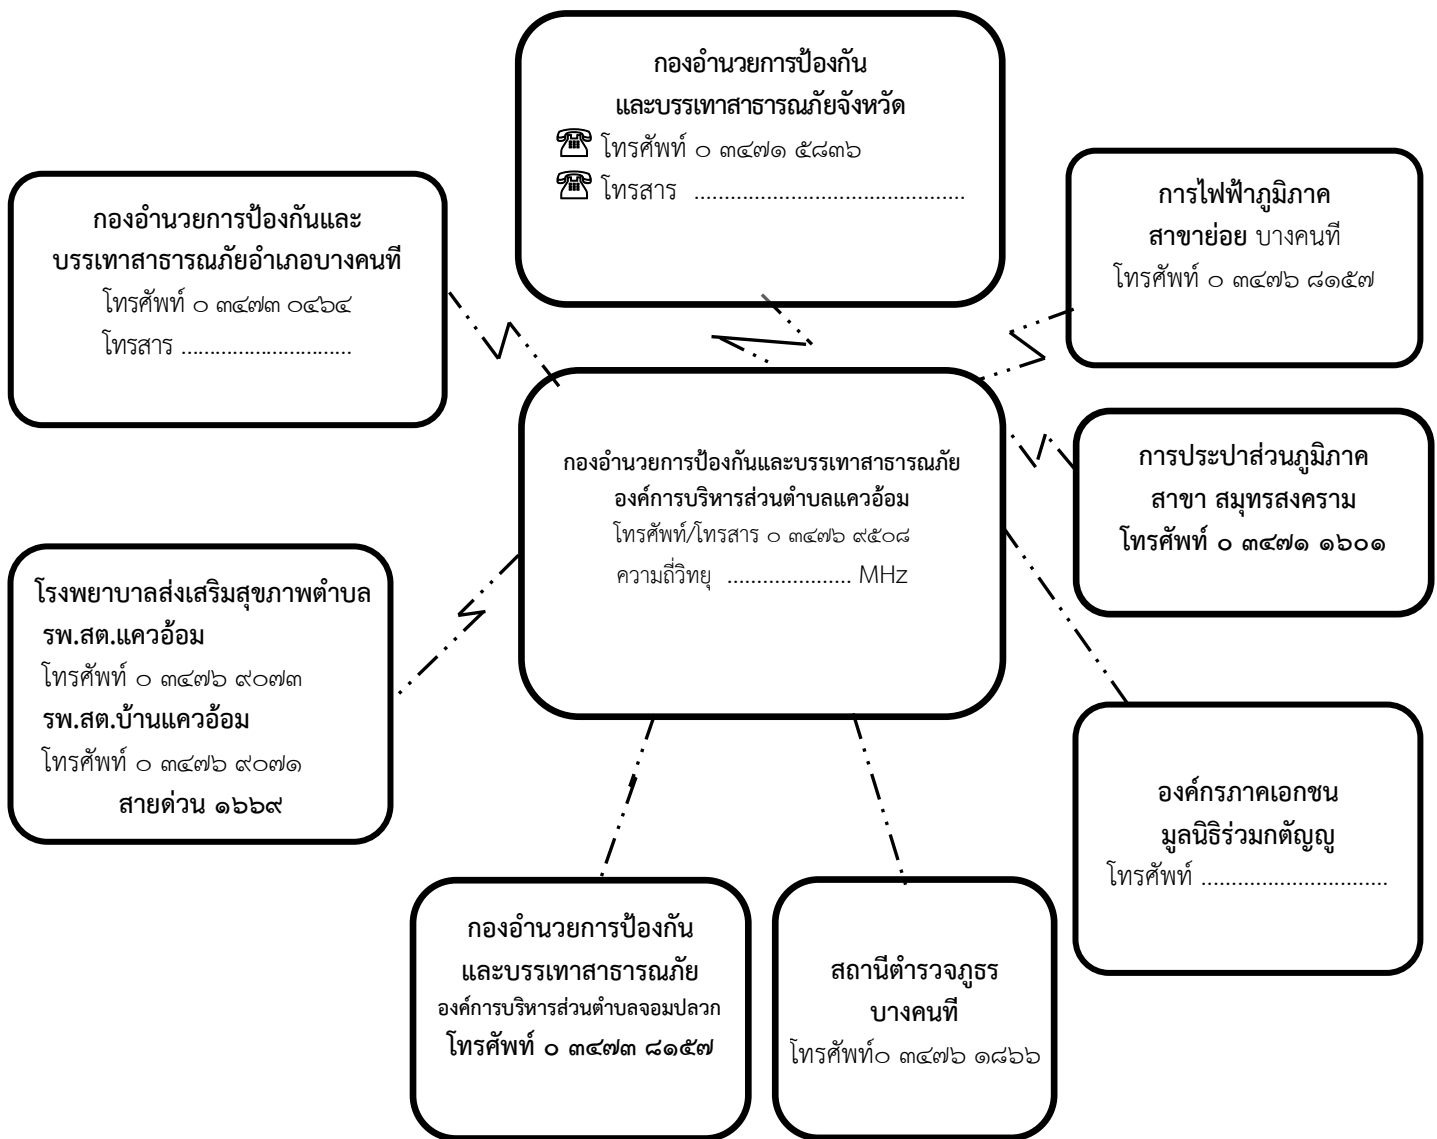 กองอำนวยการป้องกัน
และบรรเทาสาธารณภัยจังหวัด
โทรศัพท์ ๐ ๓๔๗๑ ๕๘๓๖
โทรสาร .............................................
กองอำนวยการป้องกันและ
บรรเทาสาธารณภัยอำเภอบางคนที
โทรศัพท์ ๐ ๓๔๗๓ ๐๔๖๔
โทรสาร ............................
การไฟฟ้าภูมิภาค
สาขาย่อย บางคนที
โทรศัพท์ ๐ ๓๔๗๖ ๘๑๕๗
กองอำนวยการป้องกันและบรรเทาสาธารณภัย
องค์การบริหารส่วนตำบลแควอ้อม
โทรศัพท์/โทรสาร ๐ ๓๔๗๖ ๙๕๐๘
ความถี่วิทยุ ..................... MHz
การประปาส่วนภูมิภาค
สาขา สมุทรสงคราม
โทรศัพท์ ๐ ๓๔๗๑ ๑๖๐๑
โรงพยาบาลส่งเสริมสุขภาพตำบล
รพ.สต.แควอ้อม
โทรศัพท์ ๐ ๓๔๗๖ ๙๐๗๓
รพ.สต.บ้านแควอ้อม
โทรศัพท์ ๐ ๓๔๗๖ ๙๐๗๑
สายด่วน ๑๖๖๙
องค์กรภาคเอกชน
มูลนิธิร่วมกตัญญู
โทรศัพท์ ...............................
กองอำนวยการป้องกัน
และบรรเทาสาธารณภัย
องค์การบริหารส่วนตำบลจอมปลวก
โทรศัพท์ ๐ ๓๔๗๓ ๘๑๕๗
สถานีตำรวจภูธร
บางคนที
โทรศัพท์๐ ๓๔๗๖ ๑๘๖๖